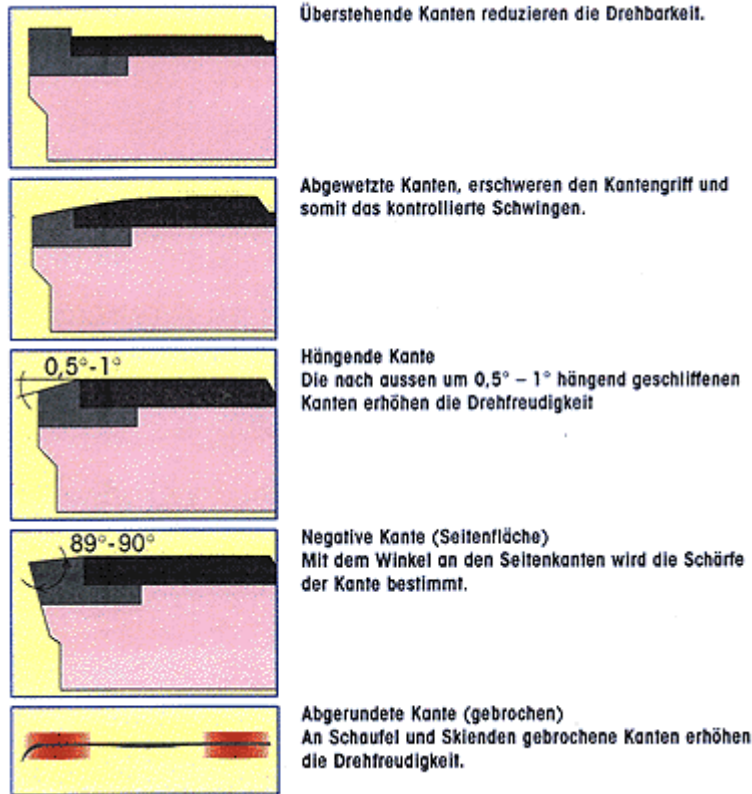 Überstehende Kanten reduzieren die Drehbarkeit.
Abgewetzte Kanten, erschweren den Kantengriff und
somit das kontrollierte Schwingen.
0,5°-1°
Hängende Kante
Die nach aussen um 0,5° – 1° hängend geschliffenen
Kanten erhöhen die Drehfreudigkeit
89°-90°
Negative Kante (Seitenfläche)
Mit dem Winkel an den Seitenkanten wird die Schärfe
der Kante bestimmt.
Abgerundete Kante (gebrochen)
An Schaufel und Skienden gebrochene Kanten erhöhen
die Drehfreudigkeit.